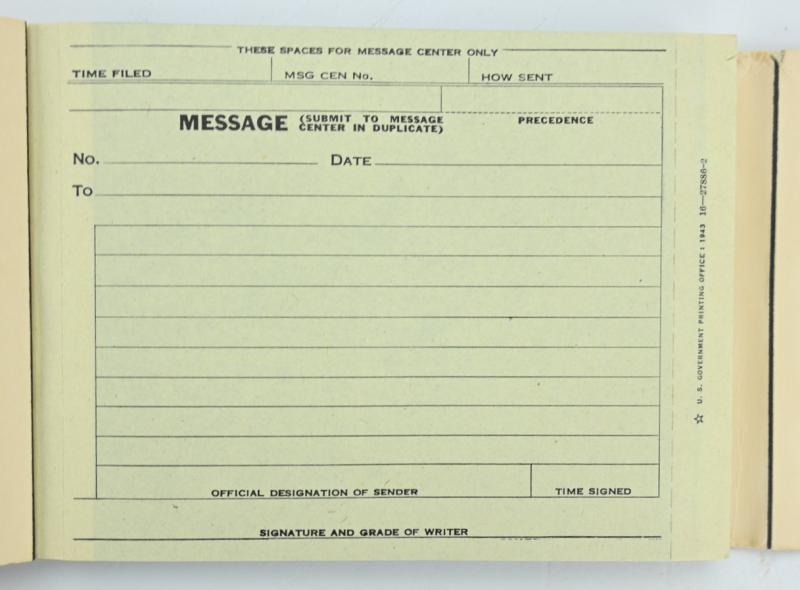 THESE SPACES FOR MESSAGE CENTER ONLY
TIME FILED MSG CEN No. HOW SENT
MESSAGE (SUBMIT TO MESSAGE
CENTER IN DUPLICATE)
PRECEDENCE
No. DATE
To
OFFICIAL DESIGNATION OF SENDER TIME SIGNED
SIGNATURE AND GRADE OF WRITER
☆ U. S. GOVERNMENT PRINTING OFFICE : 1943 16—27886-2